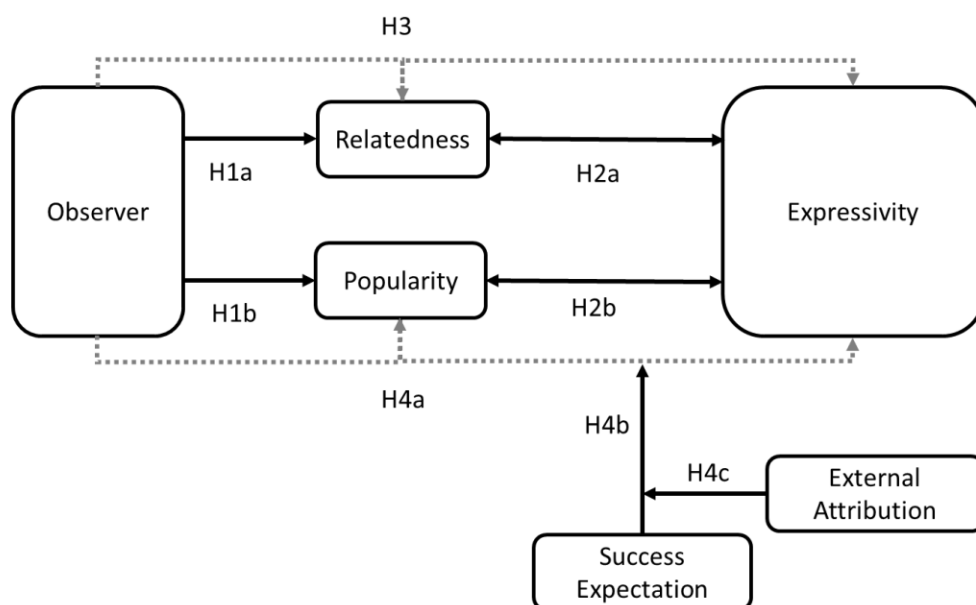 H3
Relatedness
H1a
H2a
Observer
Expressivity
Popularity
H1b
H2b
H4a
H4b
H4c
External
Attribution
Success
Expectation